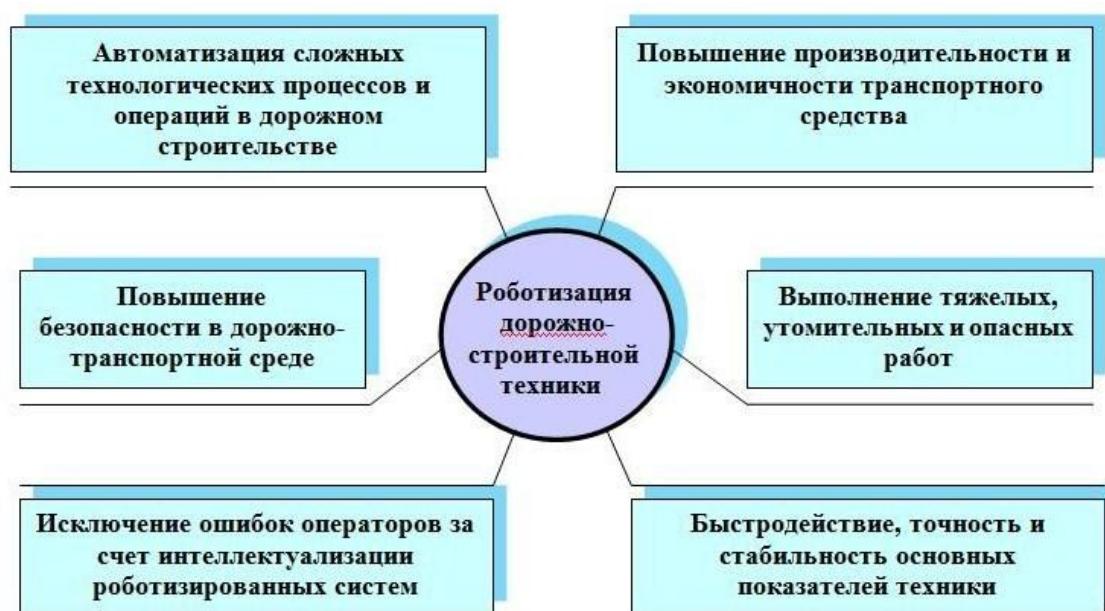 Автоматизация сложных
технологических процессов и
операций в дорожном
строительстве
Повышение производительности и
экономичности транспортного
средства
Повышение
безопасности в дорожно-
транспортной среде
Роботизация
дорожно-
строительной
техники
Выполнение тяжелых,
утомительных и опасных
работ
Исключение ошибок операторов за
счет интеллектуализации
роботизированных систем
Быстродействие, точность и
стабильность основных
показателей техники